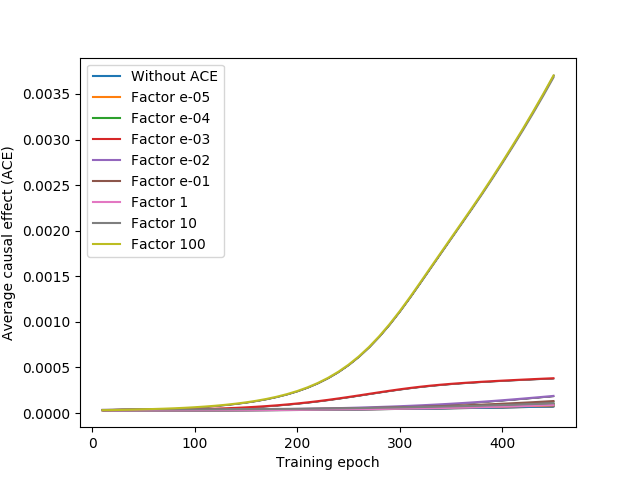 Without ACE
Factor e-05
Factor e-04
Factor e-03
Factor e-02
Factor e-01
Factor 1
Factor 10
Factor 100
0.0035
0.0030
0.0025
0.0020
0.0015
0.0010
0.0005
0.0000
Average causal effect (ACE)
0 100 200 300 400
Training epoch